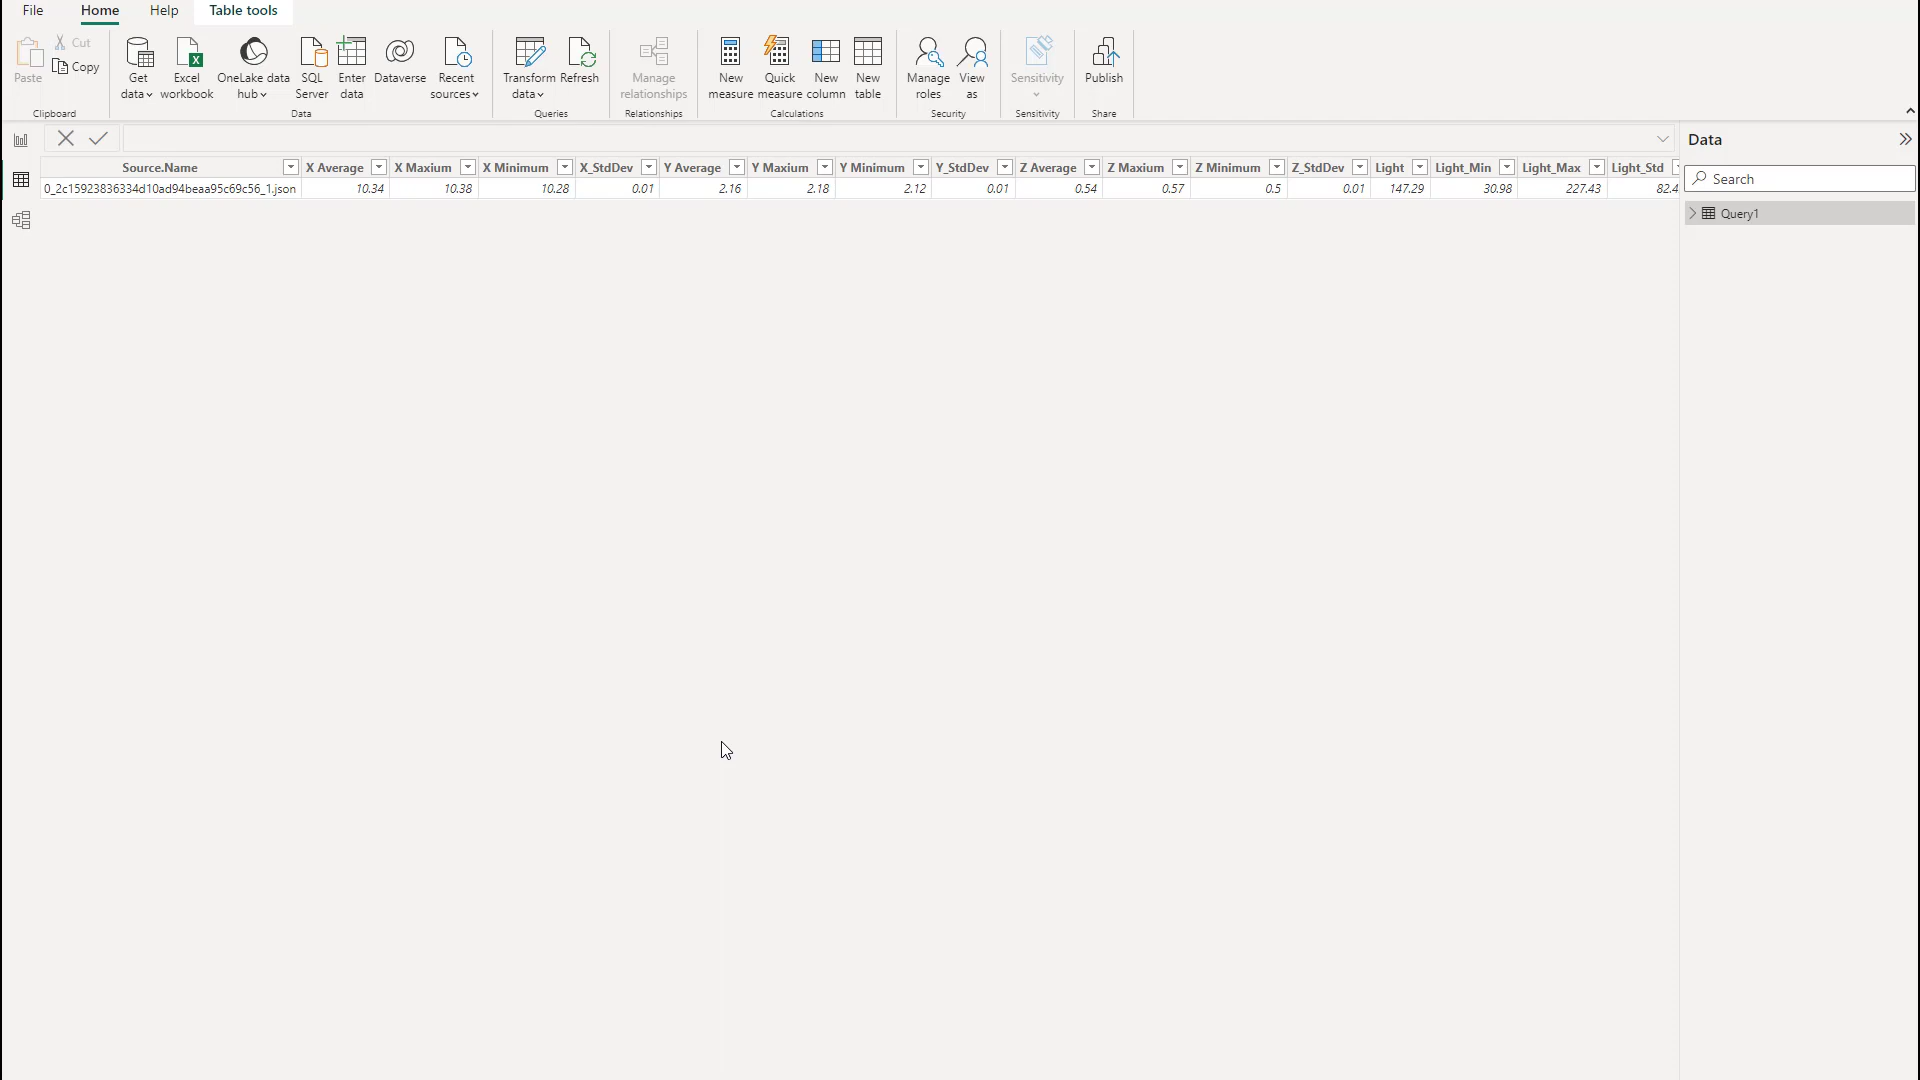 File Home Help Table tools
Paste Cut Copy Get data Excel workbook OneLake data hub SQL Server Enter data Dataverse Recent sources Transform data Refresh Manage relationships New measure Quick measure New column New table Manage roles View as Sensitivity Publish
Clipboard Data Queries Relationships Calculations Security Sensitivity Share
Data
Source.Name X Average X Maxium X Minimum X_StdDev Y Average Y Maxium Y Minimum Y_StdDev Z Average Z Maxium Z Minimum Z_StdDev Light Light_Min Light_Max Light_Std
Search
0_2c15923836334d10ad94beaa95c69c56_1.json 10.34 10.38 10.28 0.01 2.16 2.18 2.12 0.01 0.54 0.57 0.5 0.01 147.29 30.98 227.43 82.4
Query1